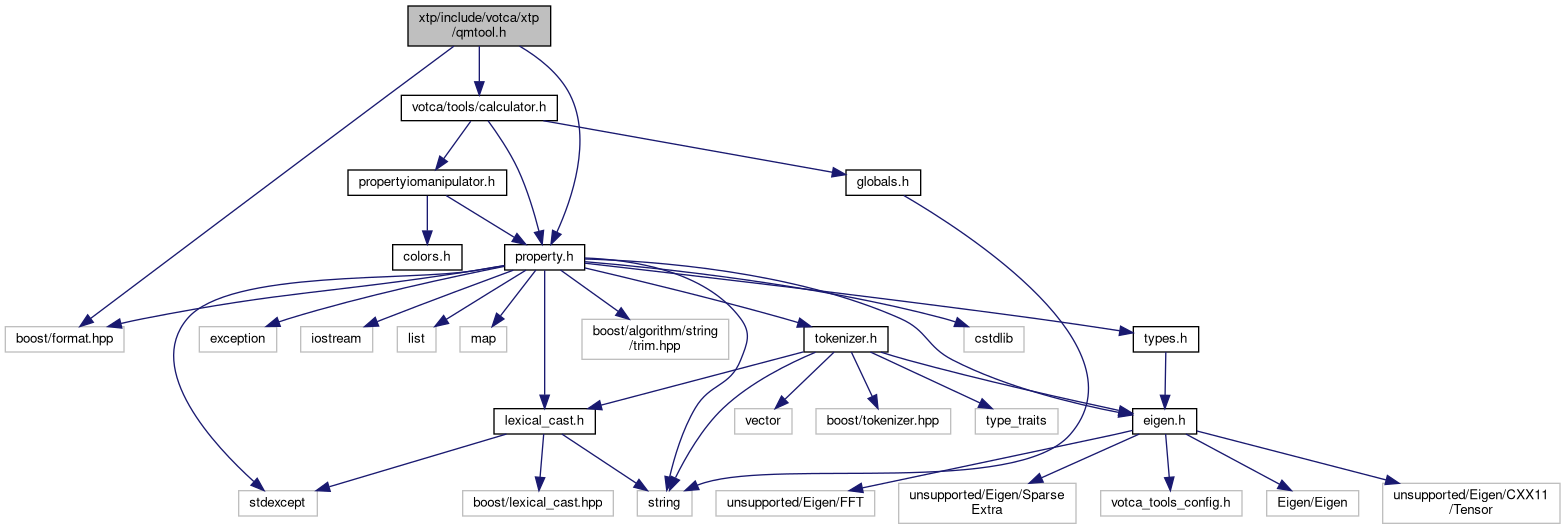 xtp/include/votca/xtp
/qmtool.h
votca/tools/calculator.h
propertyiomanipulator.h
globals.h
colors.h
property.h
boost/format.hpp
exception
iostream
list
map
boost/algorithm/string
/trim.hpp
tokenizer.h
cstdlib
types.h
lexical_cast.h
vector
boost/tokenizer.hpp
type_traits
eigen.h
stdexcept
boost/lexical_cast.hpp
string
unsupported/Eigen/FFT
unsupported/Eigen/Sparse
Extra
votca_tools_config.h
Eigen/Eigen
unsupported/Eigen/CXX11
/Tensor